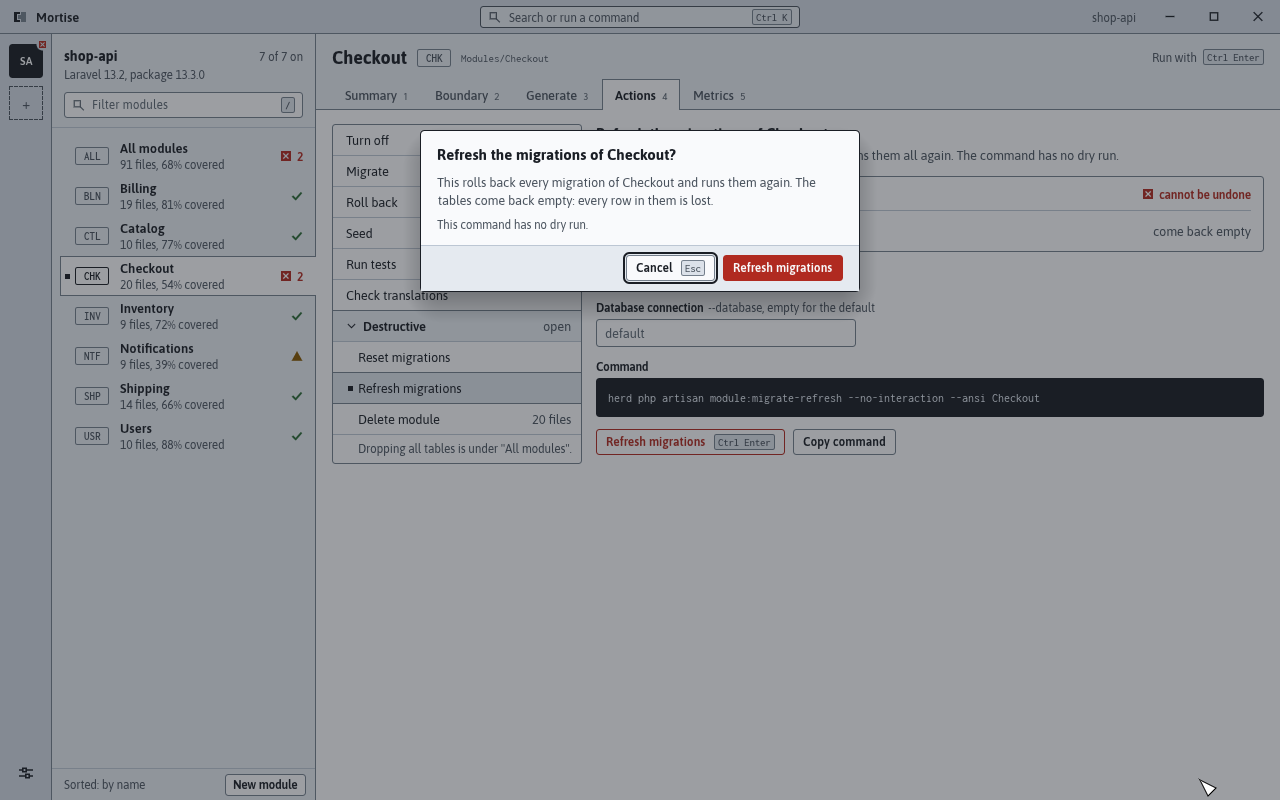 Mortise
Search or run a command
Ctrl K
shop-api
SA
+
shop-api
7 of 7 on
Laravel 13.2, package 13.3.0
Filter modules
/
ALL
All modules
91 files, 68% covered
2
BLN
Billing
19 files, 81% covered
CTL
Catalog
10 files, 77% covered
CHK
Checkout
20 files, 54% covered
2
INV
Inventory
9 files, 72% covered
NTF
Notifications
9 files, 39% covered
SHP
Shipping
14 files, 66% covered
USR
Users
10 files, 88% covered
Sorted: by name
New module
Checkout
CHK
Modules/Checkout
Run with
Ctrl Enter
Summary 1
Boundary 2
Generate 3
Actions 4
Metrics 5
Turn off
Migrate
Roll back
Seed
Run tests
Check translations
Destructive
open
Reset migrations
Refresh migrations
Delete module
20 files
Dropping all tables is under "All modules".
Refresh the migrations of Checkout?
This rolls back every migration of Checkout and runs them again. The
tables come back empty: every row in them is lost.
This command has no dry run.
Cancel
Esc
Refresh migrations
them all again. The command has no dry run.
cannot be undone
come back empty
Database connection --database, empty for the default
default
Command
herd php artisan module:migrate-refresh --no-interaction --ansi Checkout
Refresh migrations
Ctrl Enter
Copy command